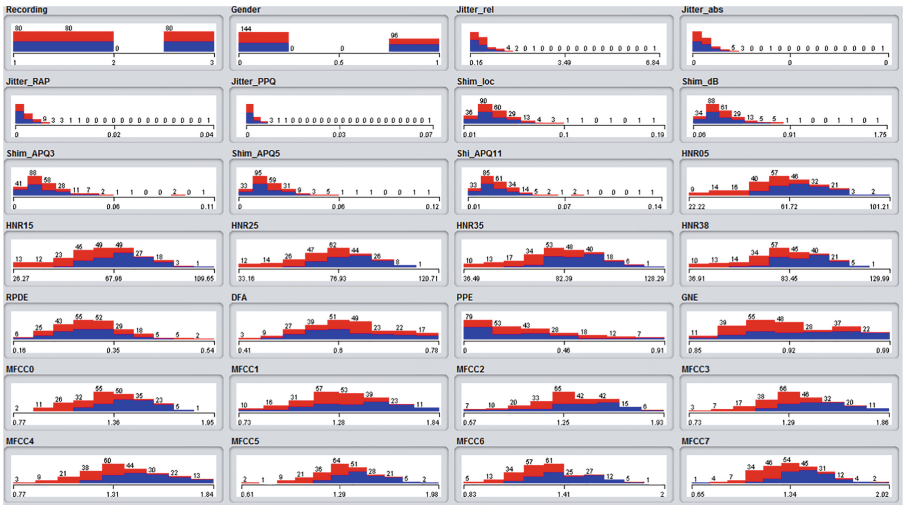 Recording Gender Jitter_rel Jitter_abs
80 80 0 80 144 0 0 96 4 2 0 1 0 0 0 0 0 0 0 0 0 0 1 5 3 0 0 1 0 0 0 0 0 0 0 0 1
1 2 3 0 0.5 1 0.16 3.49 6.84 0 0 0
Jitter_RAP Jitter_PPQ Shim_loc Shim_dB
9 3 3 1 0 0 0 0 0 0 0 0 0 0 0 0 1 3 1 0 0 0 0 0 0 0 0 0 0 0 0 0 0 1 36 90 60 29 13 4 3 1 1 0 0 0 1 34 88 61 29 13 5 5 1 1 0 0 0 1
0 0.02 0.04 0 0.03 0.07 0.01 0.1 0.19 0.06 0.91 1.75
Shim_APQ3 Shim_APQ5 Shi_APQ11 HNR05
41 88 58 28 11 7 2 1 1 0 0 2 0 1 33 95 59 31 9 3 5 1 1 1 0 1 0 1 33 85 61 34 14 5 2 1 2 0 1 0 0 1 9 14 16 40 57 46 32 21 3 2
0 0.06 0.11 0 0.06 0.12 0.01 0.07 0.14 22.22 61.72 101.21
HNR15 HNR25 HNR35 HNR38
13 12 23 45 49 49 27 18 3 1 12 14 26 47 62 44 26 8 1 10 13 17 34 53 48 40 18 6 1 10 13 14 34 57 45 40 21 5 1
26.27 67.96 109.65 33.16 76.93 120.71 36.49 82.39 128.29 36.91 83.45 129.99
RPDE DFA PPE GNE
6 25 43 55 52 29 18 5 5 2 3 9 27 39 51 49 23 22 17 79 53 43 28 18 12 7 11 39 55 48 28 37 22
0.16 0.35 0.54 0.41 0.6 0.78 0 0.46 0.91 0.85 0.92 0.99
MFCC0 MFCC1 MFCC2 MFCC3
2 11 26 32 55 50 35 23 5 1 10 16 31 57 53 39 23 11 7 10 20 33 65 42 42 15 6 3 7 17 38 66 46 32 20 11
0.77 1.36 1.95 0.73 1.28 1.84 0.67 1.25 1.93 0.73 1.29 1.86
MFCC4 MFCC5 MFCC6 MFCC7
3 9 21 38 60 44 30 22 13 2 1 9 21 36 64 51 28 21 5 2 5 13 34 57 61 25 27 12 5 1 1 4 7 34 46 54 45 31 12 4 2
0.77 1.31 1.84 0.61 1.29 1.98 0.83 1.41 2 0.65 1.34 2.02